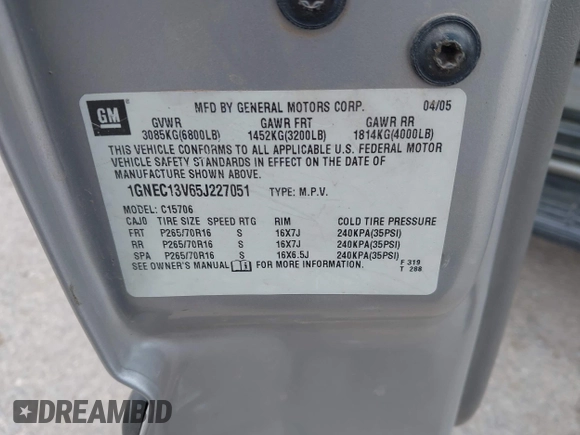 GM
MFD BY GENERAL MOTORS CORP. 04/05
GVWR GAWR FRT GAWR RR
3085KG(6800LB) 1452KG(3200LB) 1814KG(4000LB)
THIS VEHICLE CONFORMS TO ALL APPLICABLE U.S. FEDERAL MOTOR
VEHICLE SAFETY STANDARDS IN EFFECT ON THE DATE OF
MANUFACTURE SHOWN ABOVE.
1GNEC13V65J227051 TYPE: M.P.V.
MODEL: C15706
CAJ0 TIRE SIZE SPEED RTG RIM COLD TIRE PRESSURE
FRT P265/70R16 S 16X7J 240KPA(35PSI)
RR P265/70R16 S 16X7J 240KPA(35PSI)
SPA P265/70R16 S 16X6.5J 240KPA(35PSI)
SEE OWNER'S MANUAL FOR MORE INFORMATION.
F 319
T 288
DREAMBID